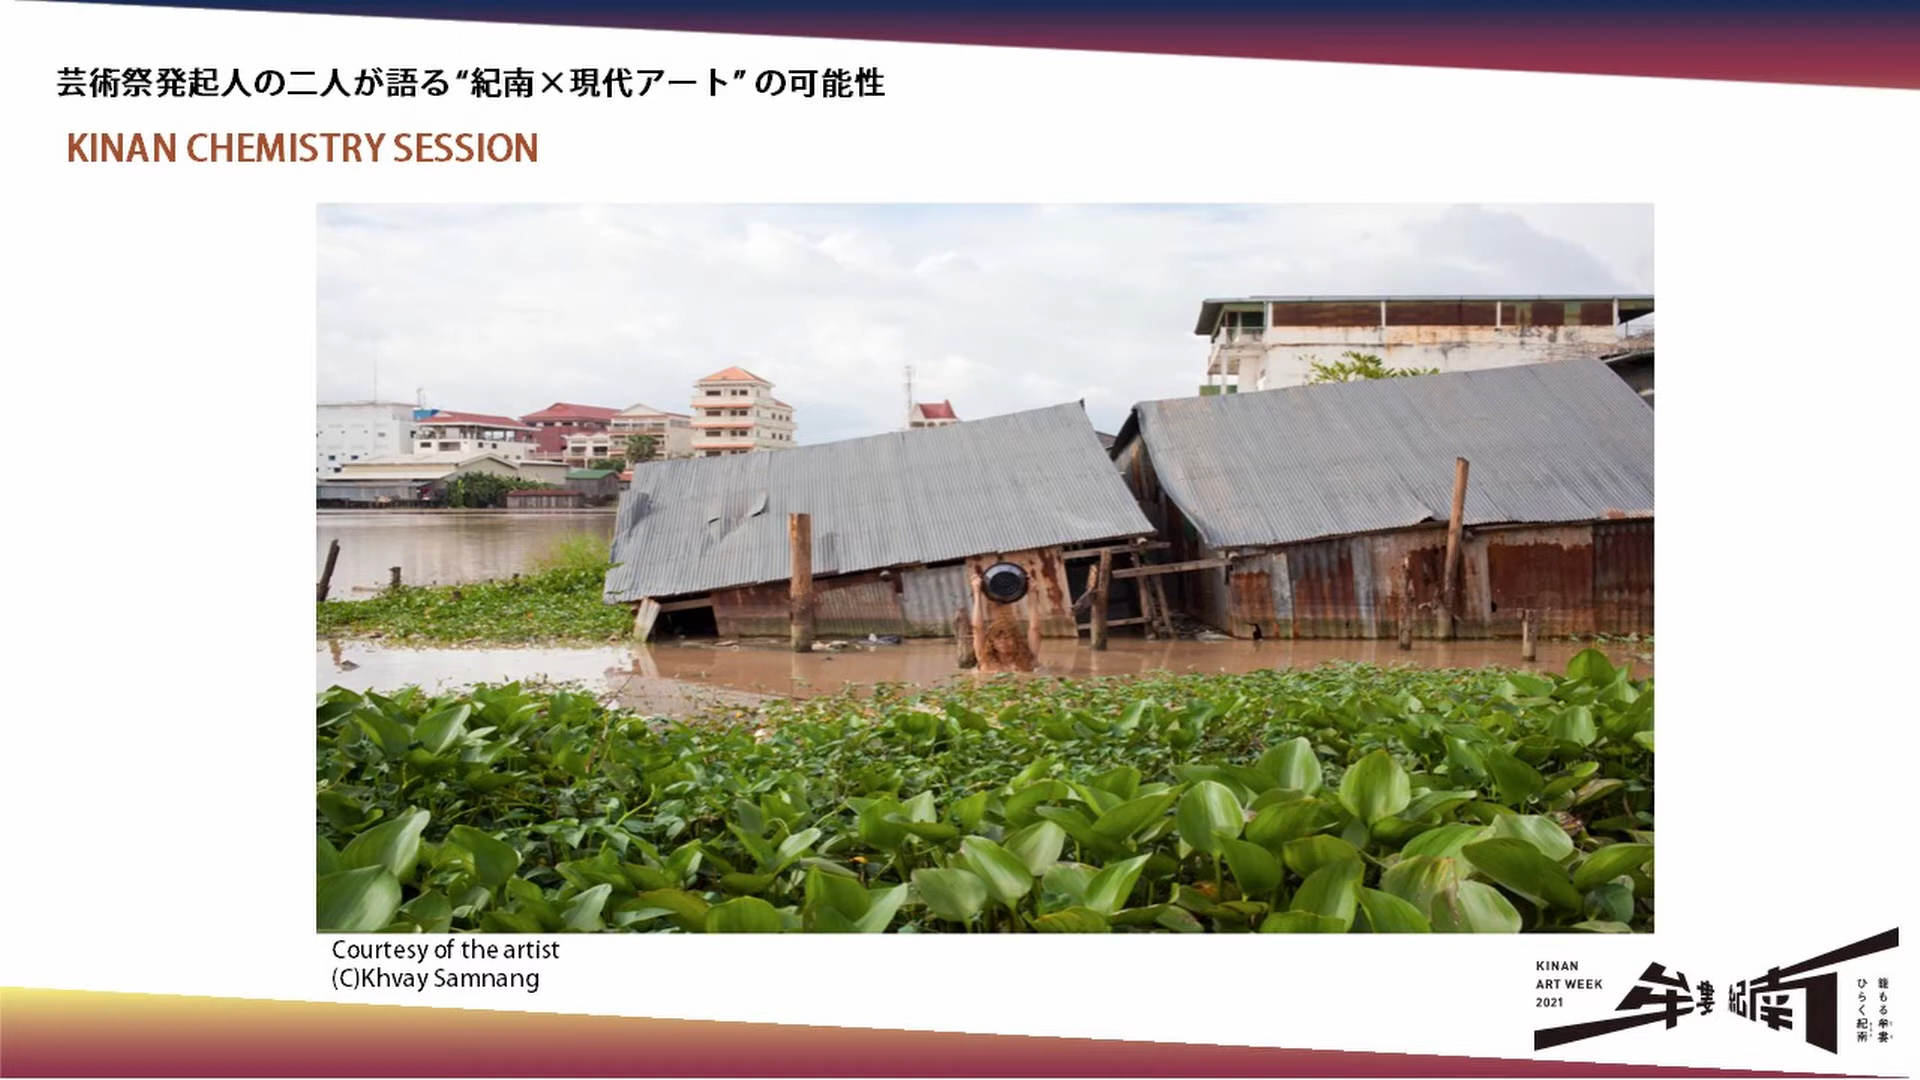 芸術祭発起人の二人が語る“紀南×現代アート”の可能性
KINAN CHEMISTRY SESSION
Courtesy of the artist
(C)Khvay Samnang
KINAN
ART WEEK
2021
牟婁 紀南
籠もる牟婁
ひらく紀南